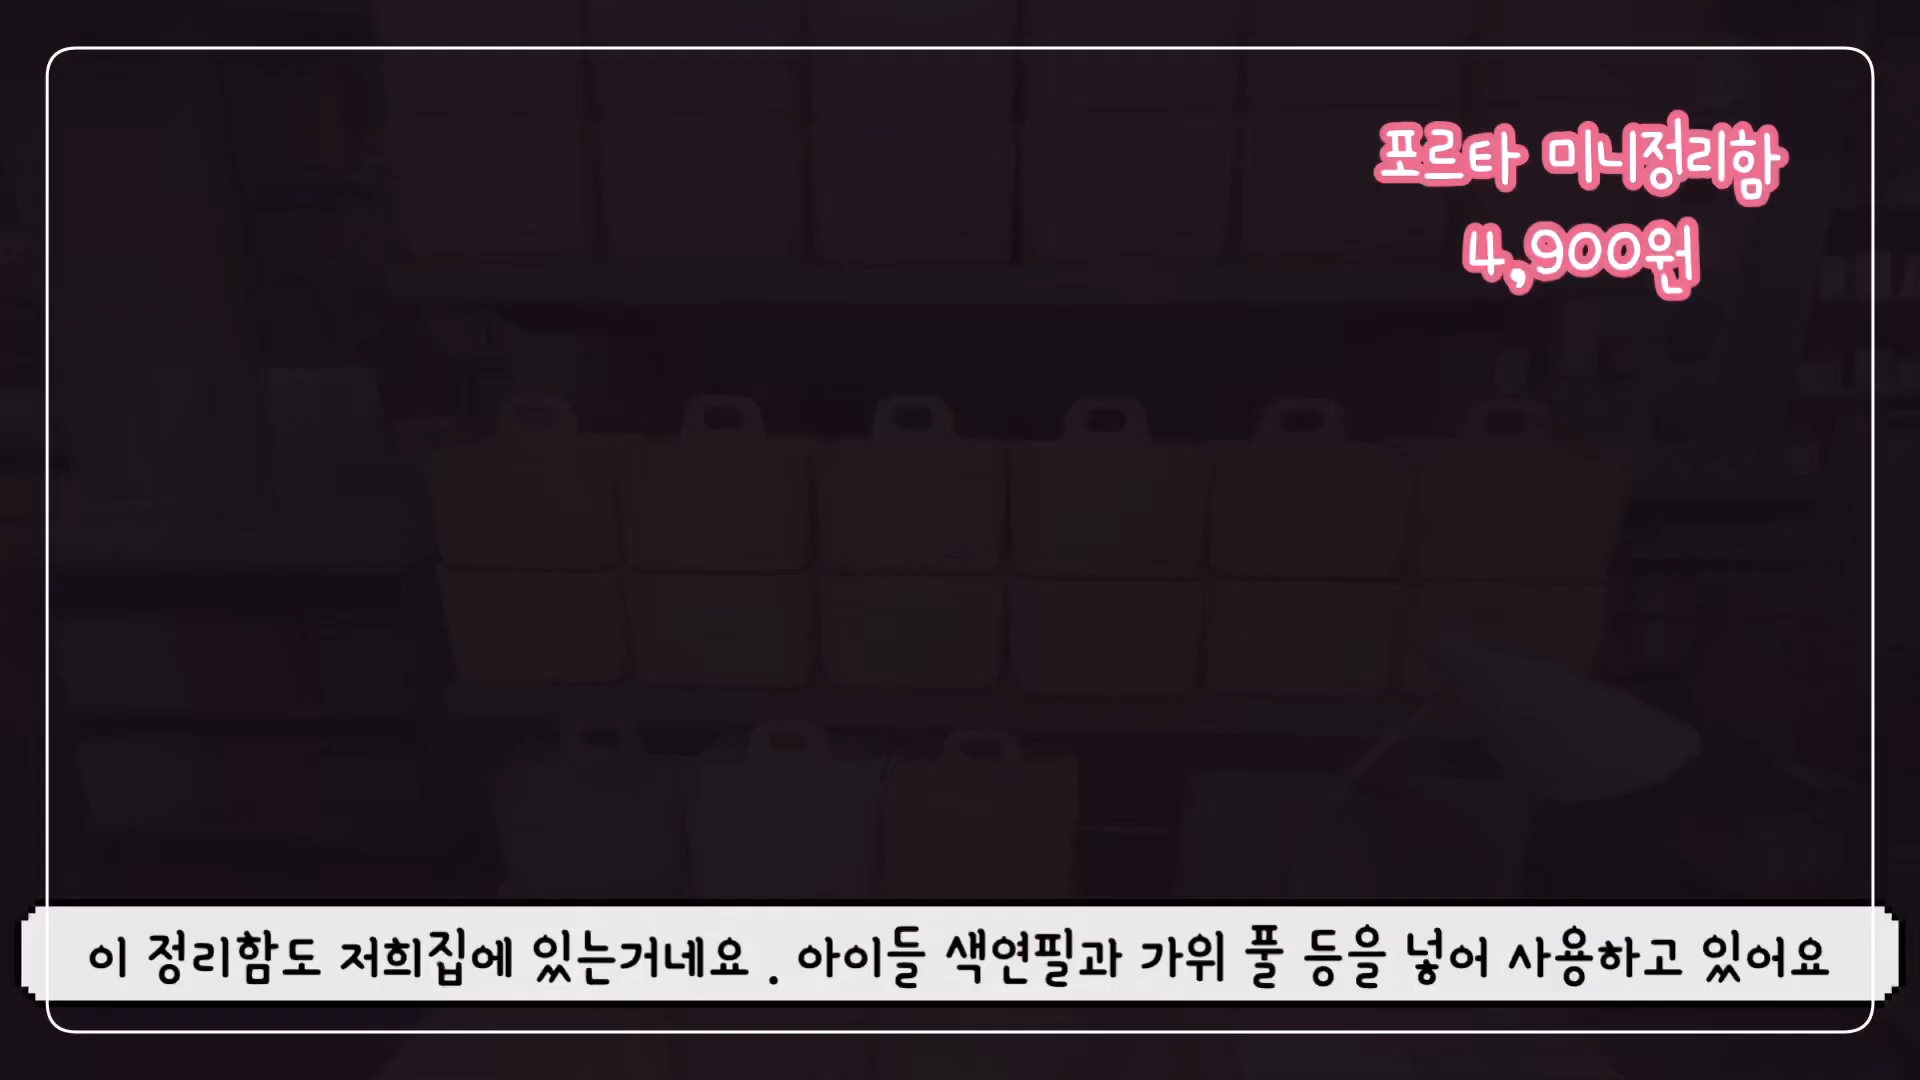 포르타 미니정리함
4,900원
이 정리함도 저희집에 있는거네요 . 아이들 색연필과 가위 풀 등을 넣어 사용하고 있어요